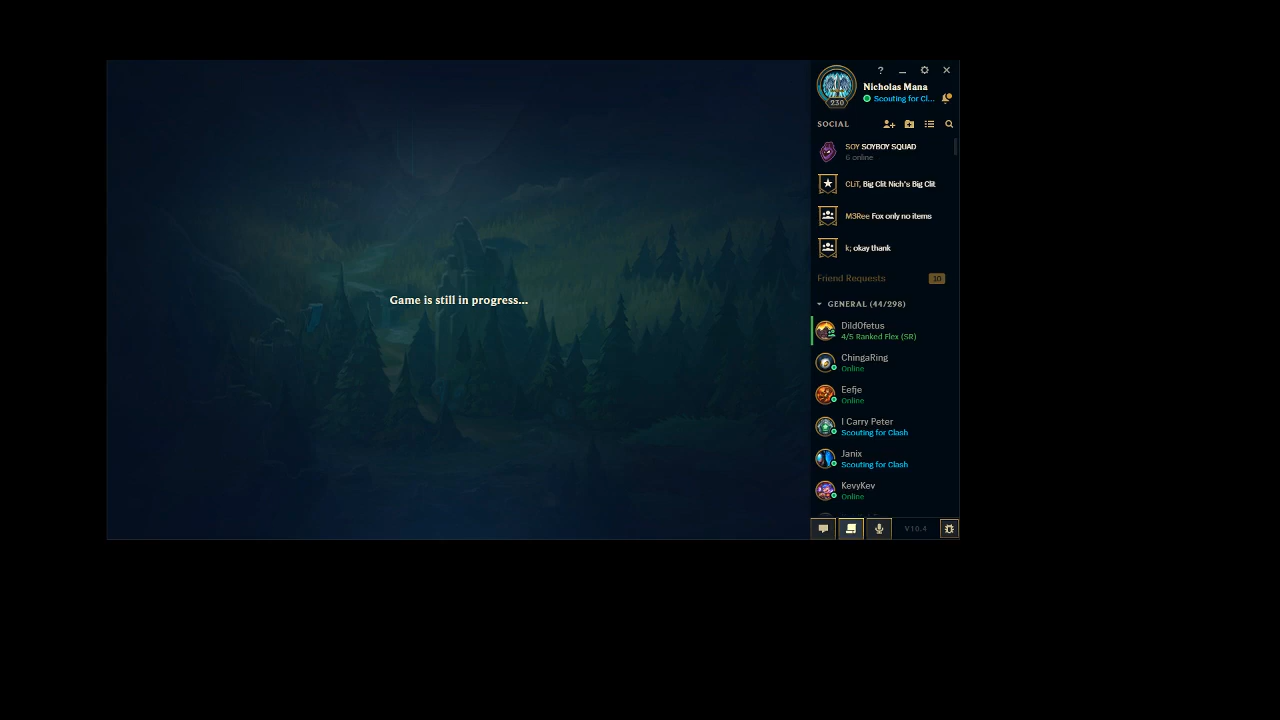 ?
Nicholas Mana
230
Scouting for Cl...
SOCIAL
SOY SOYBOY SQUAD
6 online
CLiT, Big Clit Nich's Big Clit
M3Ree Fox only no items
k; okay thank
Friend Requests 10
GENERAL (44/298)
Game is still in progress...
Dild0fetus
4/5 Ranked Flex (SR)
ChingaRing
Online
Eefje
Online
I Carry Peter
Scouting for Clash
Janix
Scouting for Clash
KevyKev
Online
V10.4